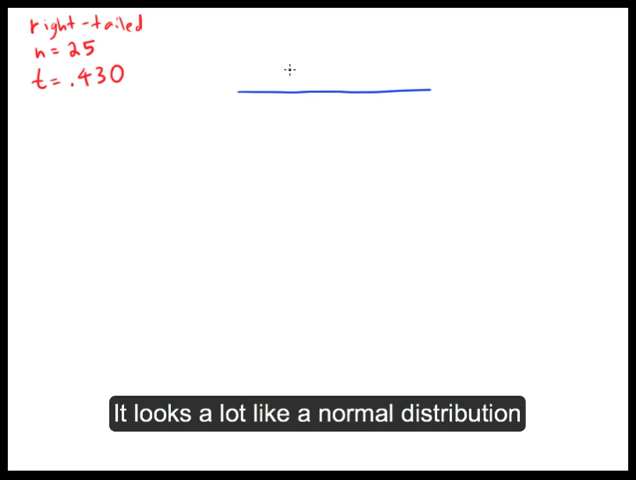 right-tailed
n = 25
t = .430
It looks a lot like a normal distribution